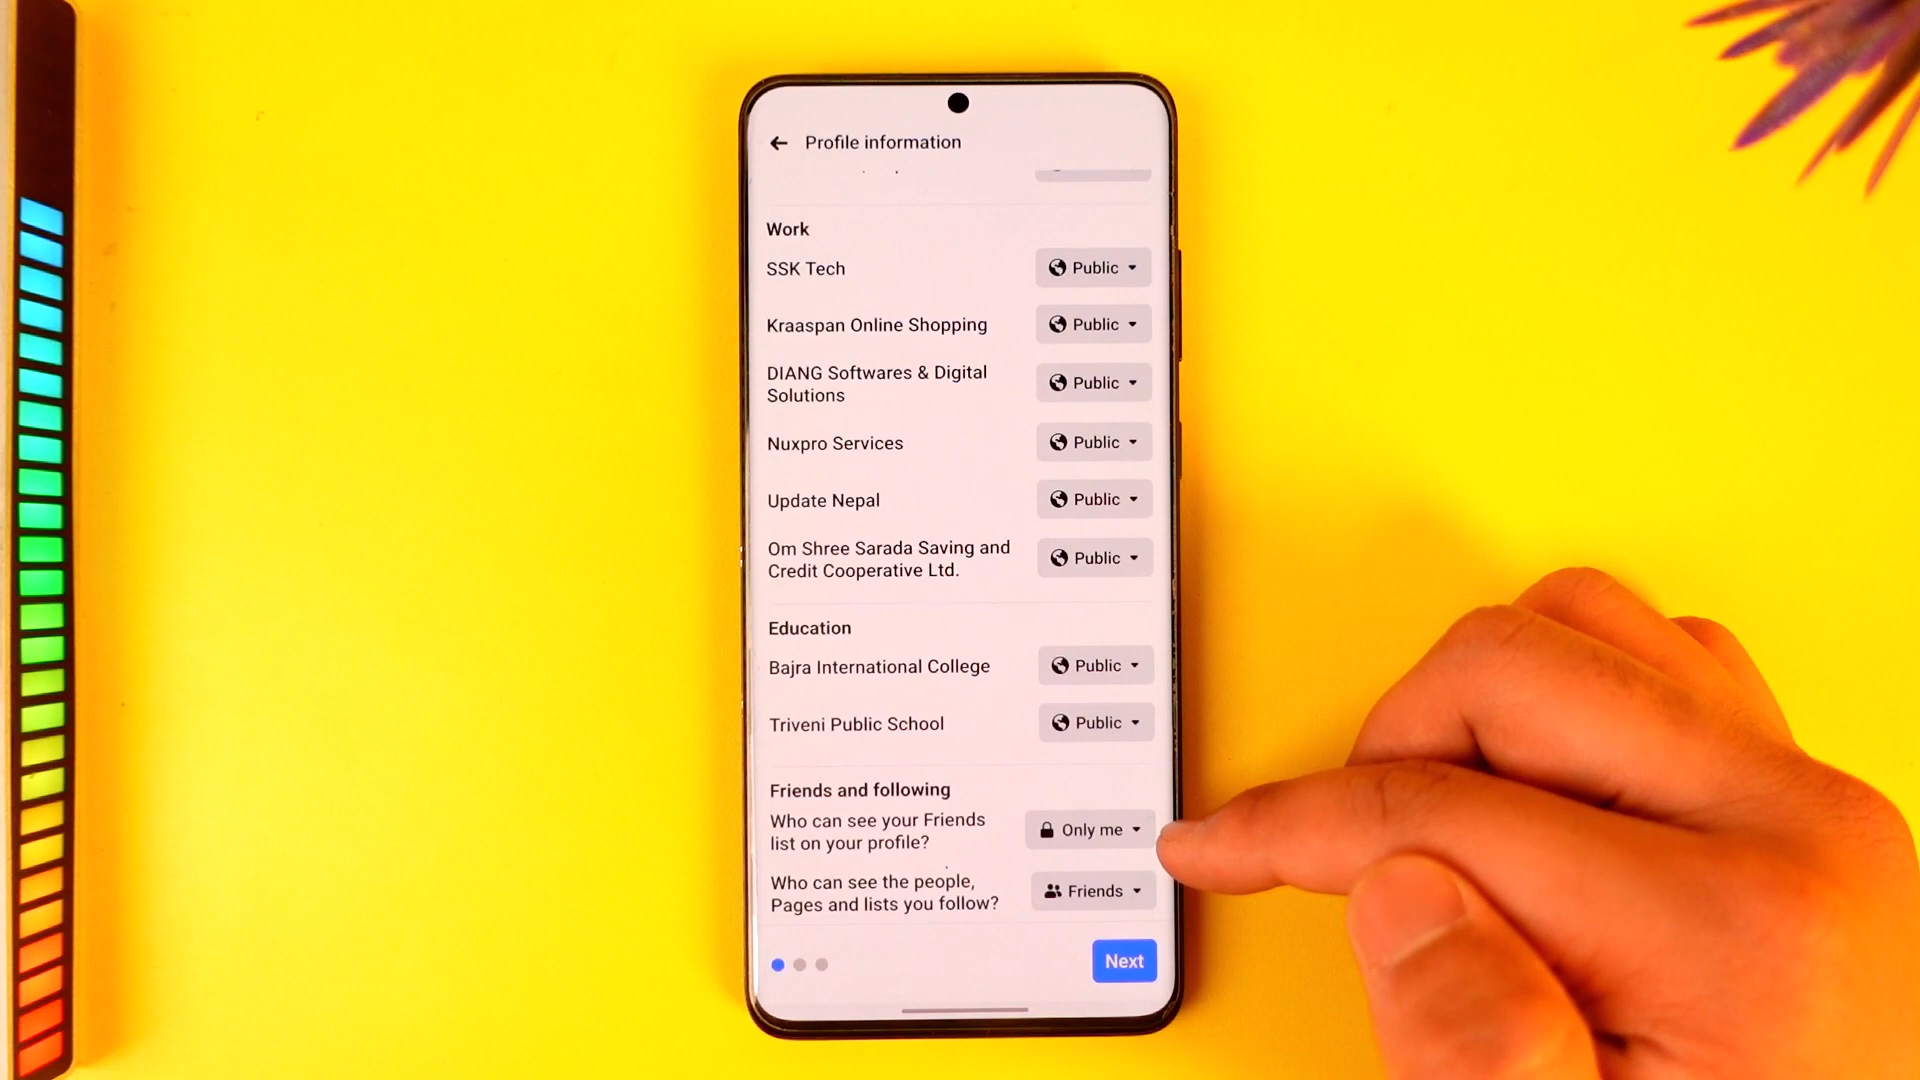 Profile information
Work
SSK Tech
Public
Kraaspan Online Shopping
Public
DIANG Softwares & Digital
Solutions
Public
Nuxpro Services
Public
Update Nepal
Public
Om Shree Sarada Saving and
Credit Cooperative Ltd.
Public
Education
Bajra International College
Public
Triveni Public School
Public
Friends and following
Who can see your Friends
list on your profile?
Only me
Who can see the people,
Pages and lists you follow?
Friends
Next